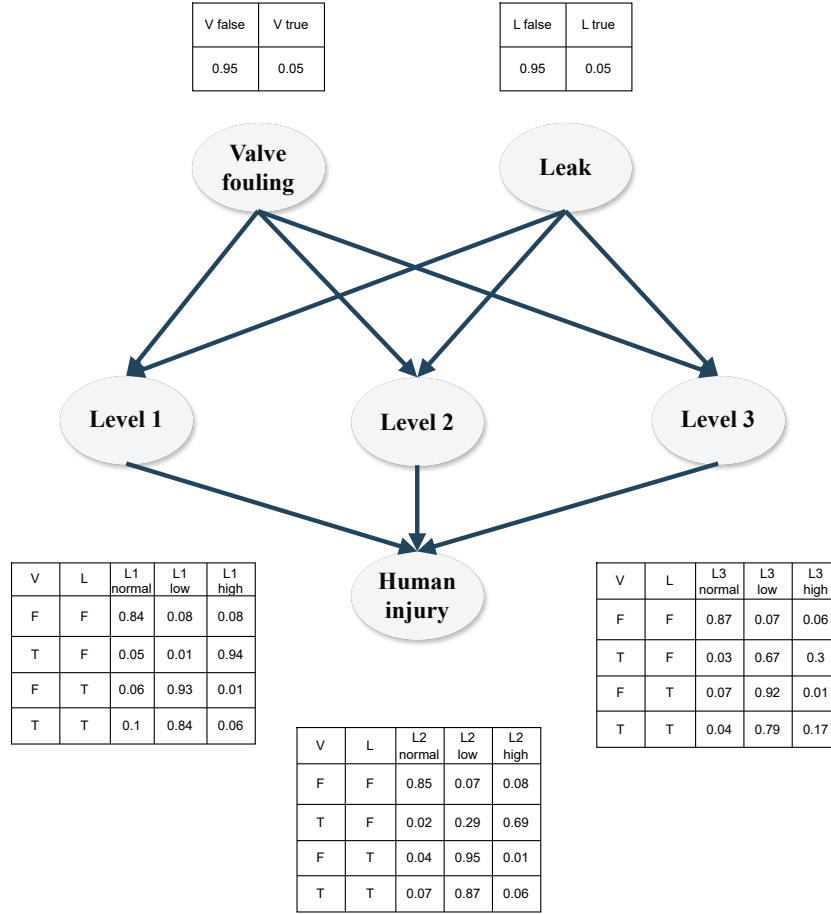 V false V true
0.95 0.05
L false L true
0.95 0.05
Valve
fouling
Leak
Level 1
Level 2
Level 3
Human
injury
V L L1 normal L1 low L1 high
F F 0.84 0.08 0.08
T F 0.05 0.01 0.94
F T 0.06 0.93 0.01
T T 0.1 0.84 0.06
V L L3 normal L3 low L3 high
F F 0.87 0.07 0.06
T F 0.03 0.67 0.3
F T 0.07 0.92 0.01
T T 0.04 0.79 0.17
V L L2 normal L2 low L2 high
F F 0.85 0.07 0.08
T F 0.02 0.29 0.69
F T 0.04 0.95 0.01
T T 0.07 0.87 0.06